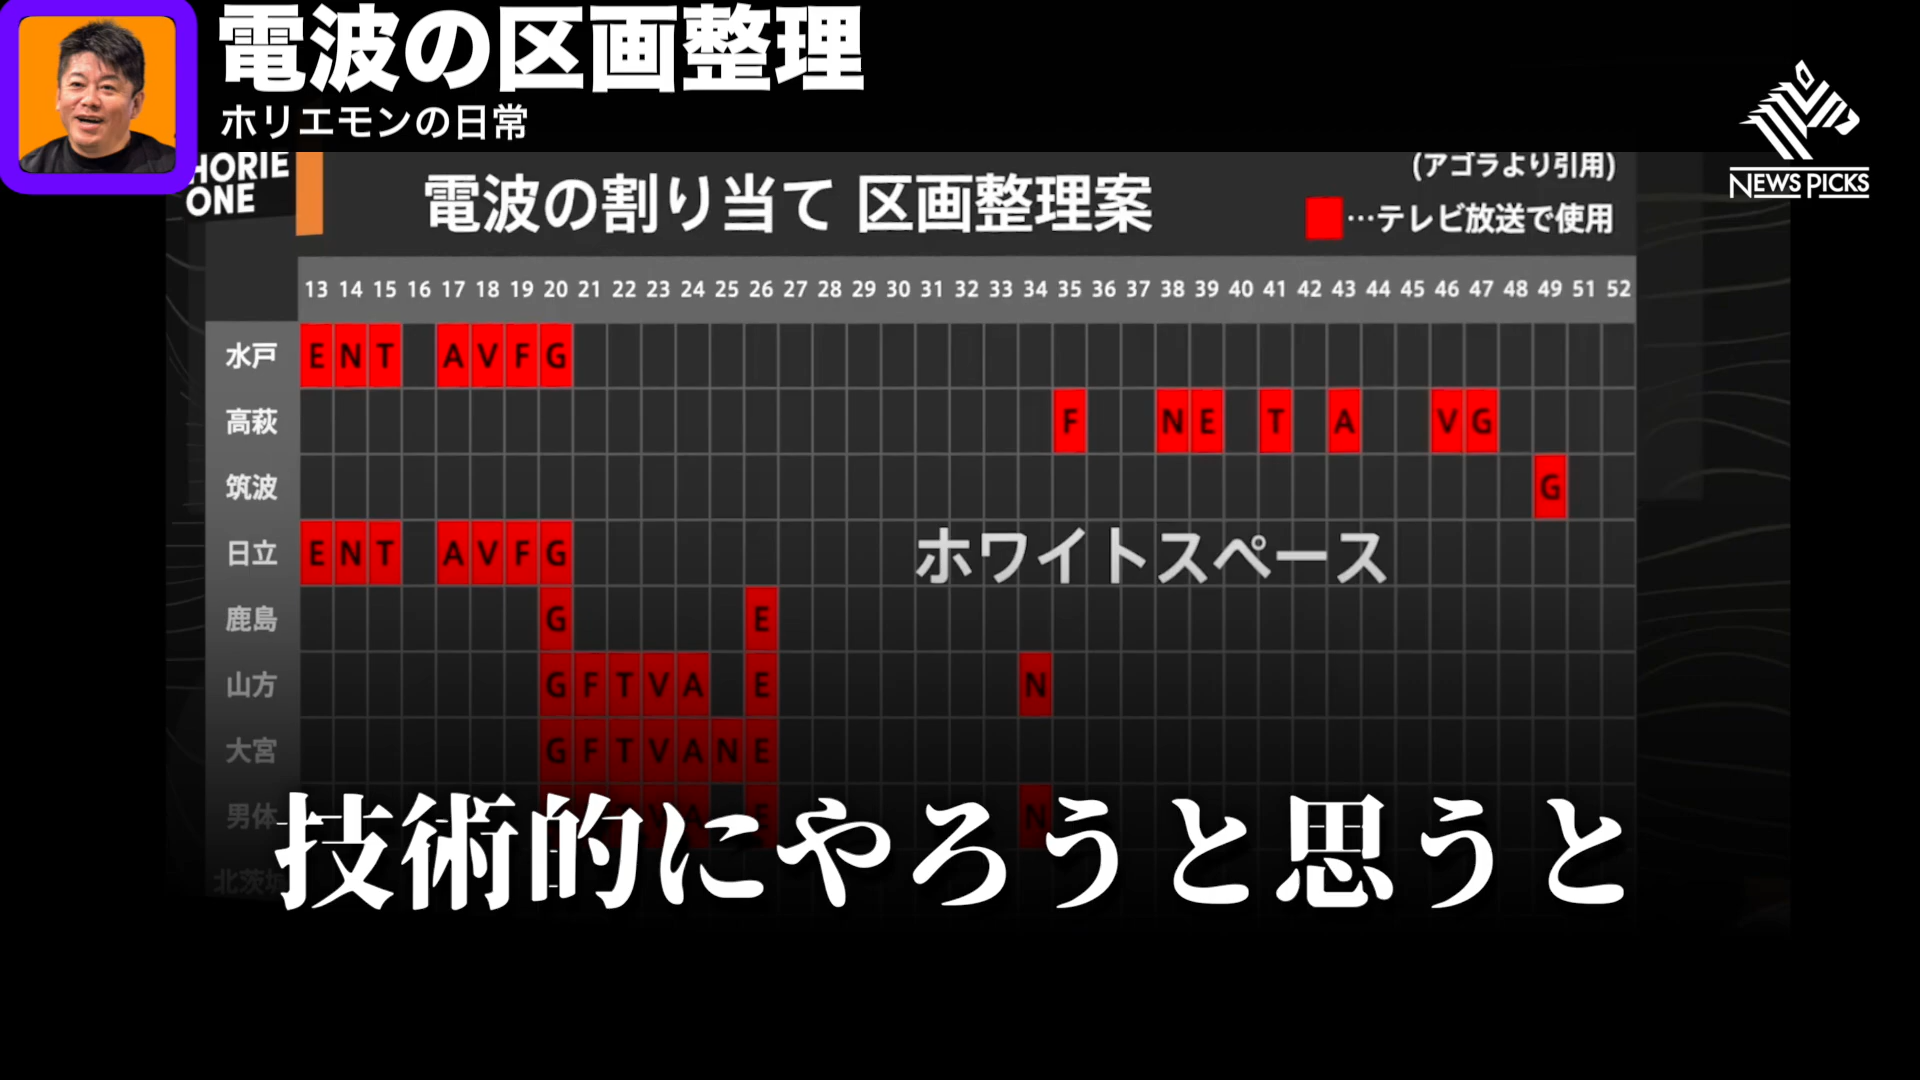 電波の区画整理
ホリエモンの日常
NEWSPICKS
HORIE
ONE
電波の割り当て 区画整理案
(アゴラより引用)
…テレビ放送で使用
13 14 15 16 17 18 19 20 21 22 23 24 25 26 27 28 29 30 31 32 33 34 35 36 37 38 39 40 41 42 43 44 45 46 47 48 49 51 52
水戸 E N T A V F G
高萩 F N E T A V G
筑波 G
日立 E N T A V F G
ホワイトスペース
鹿島 G E
山方 G F T V A E N
大宮 G F T V A N E
男体 V A E N
北茨城
技術的にやろうと思うと